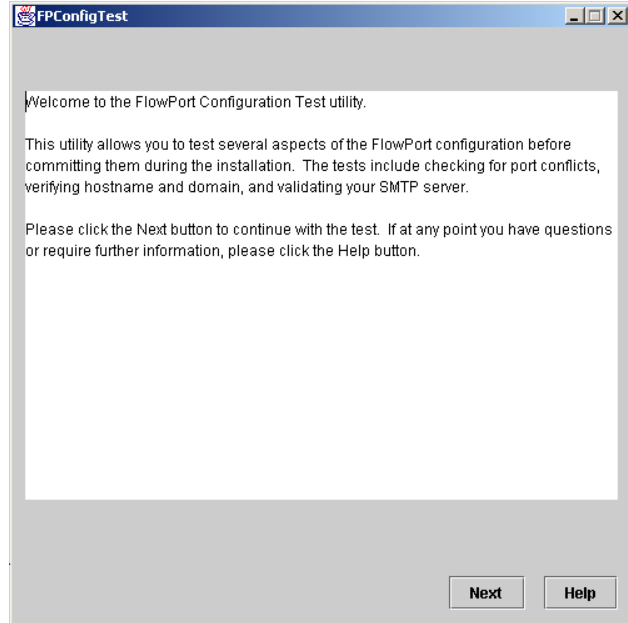 FPConfigTest
Welcome to the FlowPort Configuration Test utility.
This utility allows you to test several aspects of the FlowPort configuration before
committing them during the installation.  The tests include checking for port conflicts,
verifying hostname and domain, and validating your SMTP server.
Please click the Next button to continue with the test.  If at any point you have questions
or require further information, please click the Help button.
Next
Help